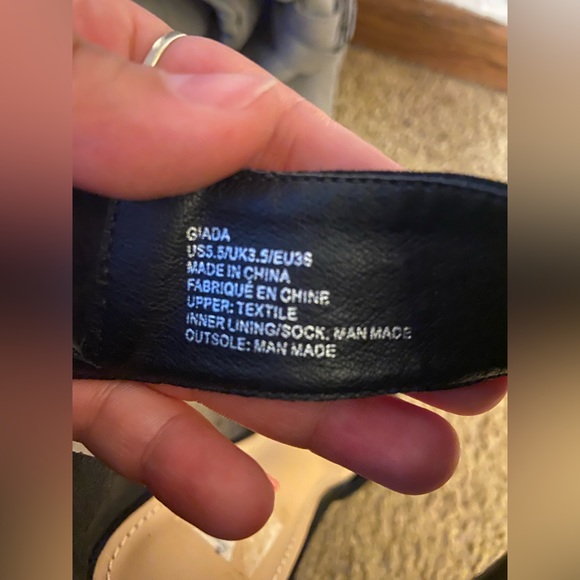 GIADA
US5.5/UK3.5/EU36
MADE IN CHINA
FABRIQUÉ EN CHINE
UPPER: TEXTILE
INNER LINING/SOCK: MAN MADE
OUTSOLE: MAN MADE